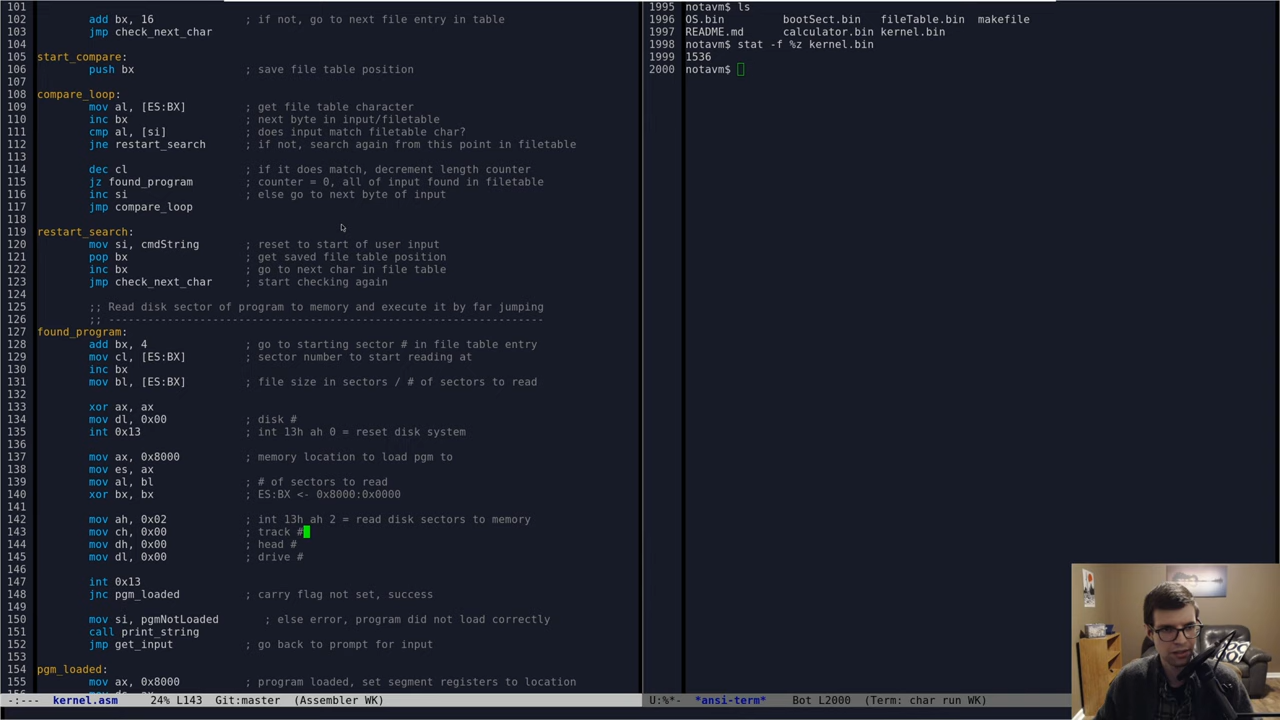 101
102 add bx, 16 ; if not, go to next file entry in table
103 jmp check_next_char
104
105 start_compare:
106 push bx ; save file table position
107
108 compare_loop:
109 mov al, [ES:BX] ; get file table character
110 inc bx ; next byte in input/filetable
111 cmp al, [si] ; does input match filetable char?
112 jne restart_search ; if not, search again from this point in filetable
113
114 dec cl ; if it does match, decrement length counter
115 jz found_program ; counter = 0, all of input found in filetable
116 inc si ; else go to next byte of input
117 jmp compare_loop
118
119 restart_search:
120 mov si, cmdString ; reset to start of user input
121 pop bx ; get saved file table position
122 inc bx ; go to next char in file table
123 jmp check_next_char ; start checking again
124
125 ;; Read disk sector of program to memory and execute it by far jumping
126 ;; -------------------------------------------------------------------
127 found_program:
128 add bx, 4 ; go to starting sector # in file table entry
129 mov cl, [ES:BX] ; sector number to start reading at
130 inc bx
131 mov bl, [ES:BX] ; file size in sectors / # of sectors to read
132
133 xor ax, ax
134 mov dl, 0x00 ; disk #
135 int 0x13 ; int 13h ah 0 = reset disk system
136
137 mov ax, 0x8000 ; memory location to load pgm to
138 mov es, ax
139 mov al, bl ; # of sectors to read
140 xor bx, bx ; ES:BX <- 0x8000:0x0000
141
142 mov ah, 0x02 ; int 13h ah 2 = read disk sectors to memory
143 mov ch, 0x00 ; track #
144 mov dh, 0x00 ; head #
145 mov dl, 0x00 ; drive #
146
147 int 0x13
148 jnc pgm_loaded ; carry flag not set, success
149
150 mov si, pgmNotLoaded ; else error, program did not load correctly
151 call print_string
152 jmp get_input ; go back to prompt for input
153
154 pgm_loaded:
155 mov ax, 0x8000 ; program loaded, set segment registers to location
-:--- kernel.asm 24% L143 Git:master (Assembler WK)
1995 notavm$ ls
1996 OS.bin bootSect.bin fileTable.bin makefile
1997 README.md calculator.bin kernel.bin
1998 notavm$ stat -f %z kernel.bin
1999 1536
2000 notavm$
U:%*- *ansi-term* Bot L2000 (Term: char run WK)